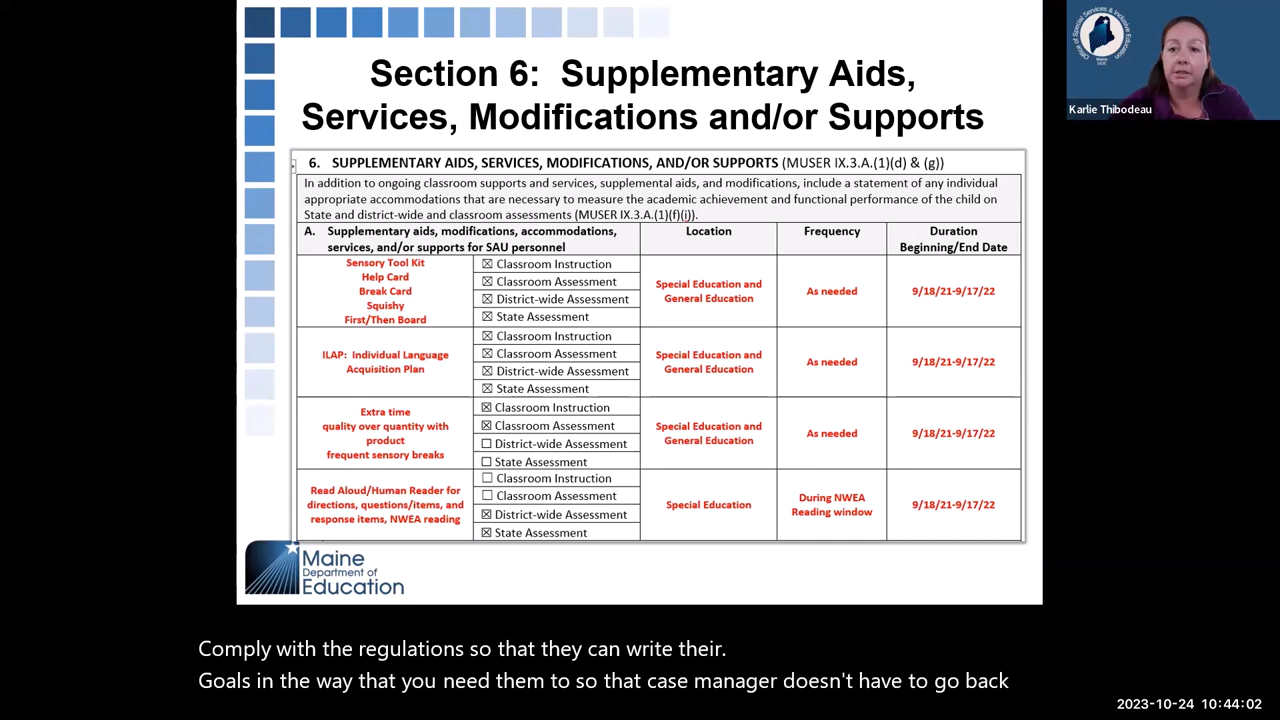 Section 6:  Supplementary Aids,
Services, Modifications and/or Supports
6. SUPPLEMENTARY AIDS, SERVICES, MODIFICATIONS, AND/OR SUPPORTS (MUSER IX.3.A.(1)(d) & (g))
In addition to ongoing classroom supports and services, supplemental aids, and modifications, include a statement of any individual
appropriate accommodations that are necessary to measure the academic achievement and functional performance of the child on
State and district-wide and classroom assessments (MUSER IX.3.A.(1)(f)(i)).
A. Supplementary aids, modifications, accommodations,
services, and/or supports for SAU personnel
Location
Frequency
Duration
Beginning/End Date
Sensory Tool Kit
Help Card
Break Card
Squishy
First/Then Board
☒ Classroom Instruction
☒ Classroom Assessment
☒ District-wide Assessment
☒ State Assessment
Special Education and
General Education
As needed
9/18/21-9/17/22
ILAP: Individual Language
Acquisition Plan
☒ Classroom Instruction
☒ Classroom Assessment
☒ District-wide Assessment
☒ State Assessment
Special Education and
General Education
As needed
9/18/21-9/17/22
Extra time
quality over quantity with
product
frequent sensory breaks
☒ Classroom Instruction
☒ Classroom Assessment
☐ District-wide Assessment
☐ State Assessment
Special Education and
General Education
As needed
9/18/21-9/17/22
Read Aloud/Human Reader for
directions, questions/items, and
response items, NWEA reading
☐ Classroom Instruction
☐ Classroom Assessment
☒ District-wide Assessment
☒ State Assessment
Special Education
During NWEA
Reading window
9/18/21-9/17/22
Maine
Department of
Education
Office of Special Services & Inclusive Education
Maine
DOE
Karlie Thibodeau
Comply with the regulations so that they can write their.
Goals in the way that you need them to so that case manager doesn't have to go back
2023-10-24 10:44:02